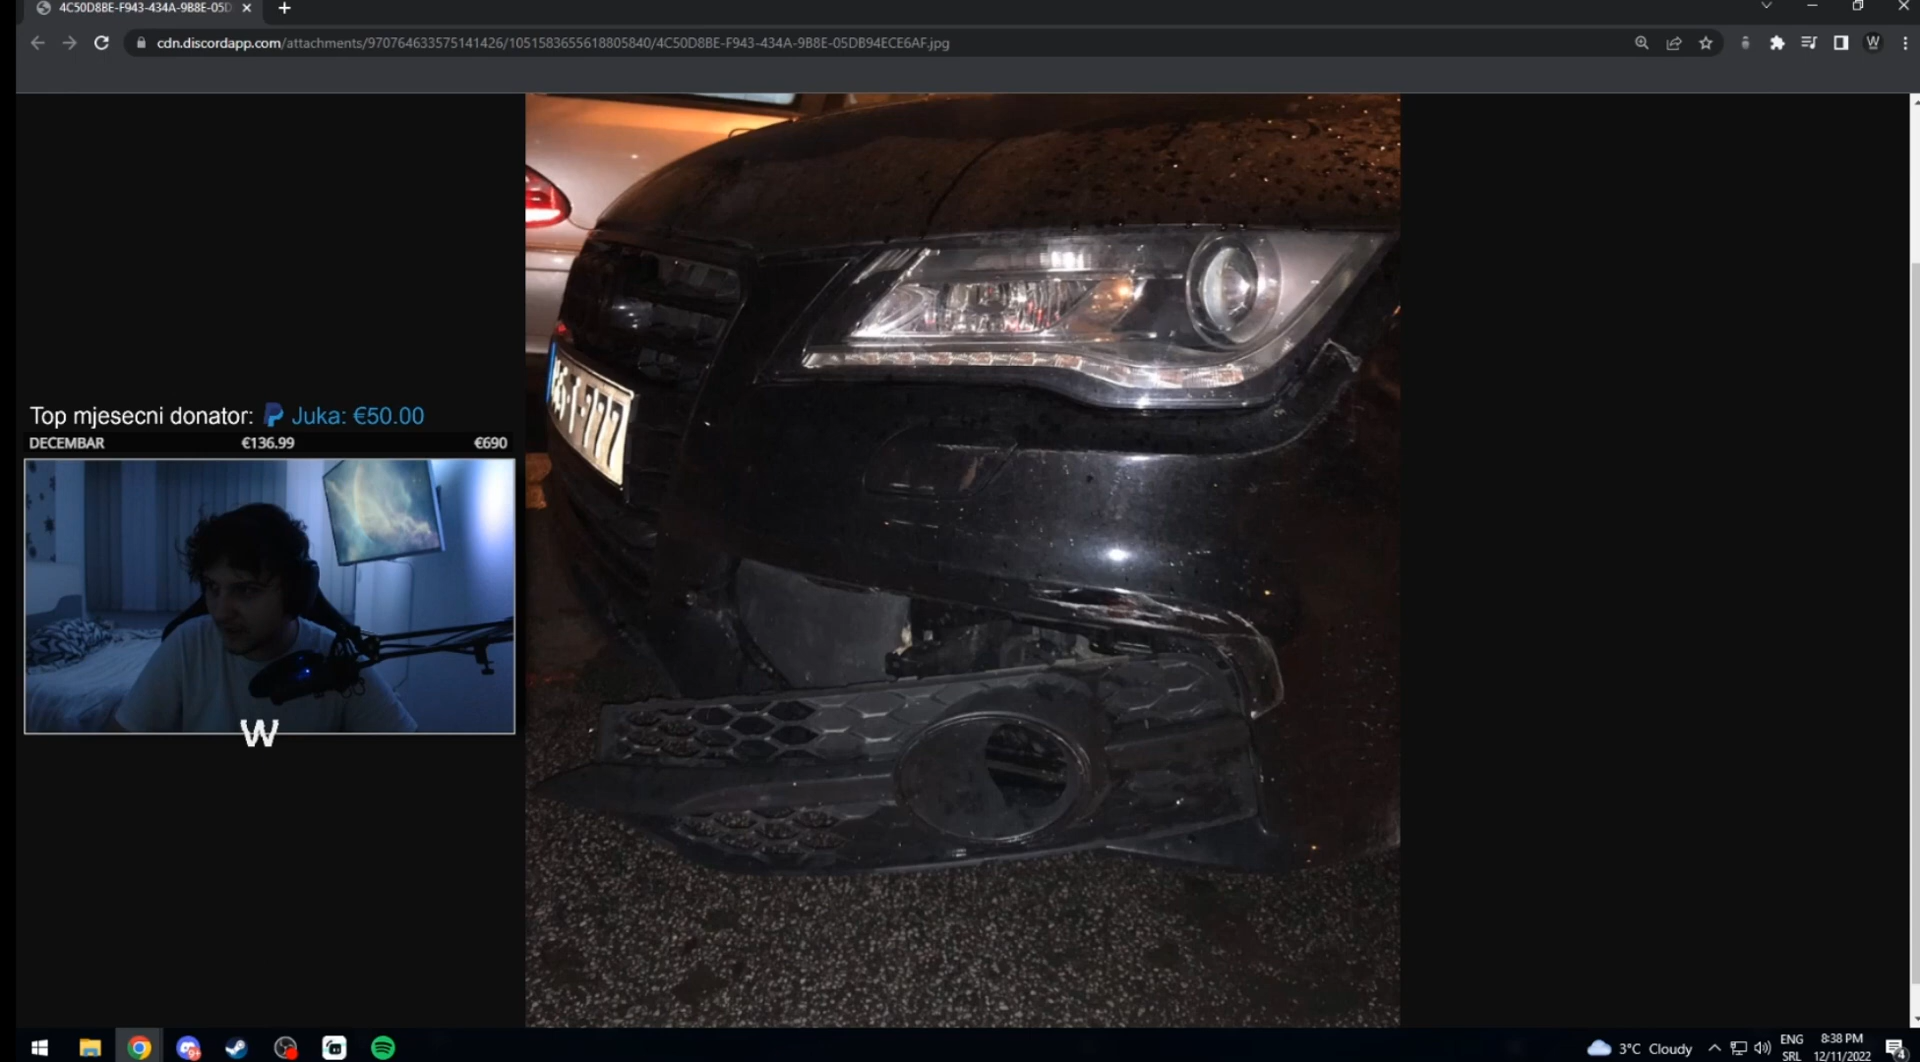 4C50D8BE-F943-434A-9B8E-05D
cdn.discordapp.com/attachments/970764633575141426/1051583655618805840/4C50D8BE-F943-434A-9B8E-05DB94ECE6AF.jpg
Top mjesecni donator: Juka: €50.00
DECEMBAR €136.99 €690
W
3°C Cloudy
ENG
SRL
8:38 PM
12/11/2022
4